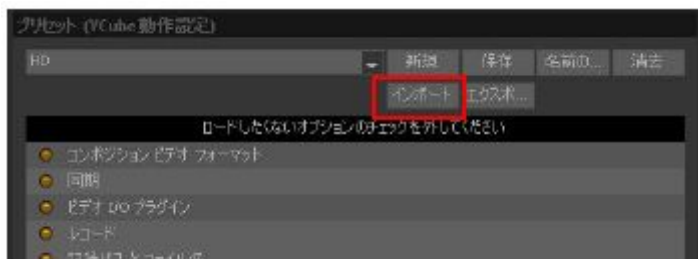 プリセット (VCube 動作設定)
HD 新規 保存 名前の... 消去
インポート エクスポ...
ロードしたくないオプションのチェックを外してください
コンポジション ビデオ フォーマット
同期
ビデオ I/O プラグイン
レコード